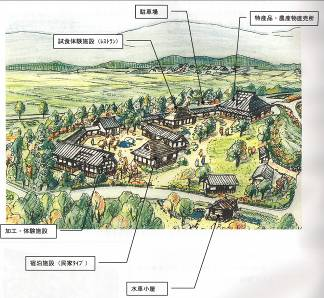 駐車場
特産品・農産物直売所
試食体験施設（レストラン）
加工・体験施設
宿泊施設（民家タイプ）
水車小屋